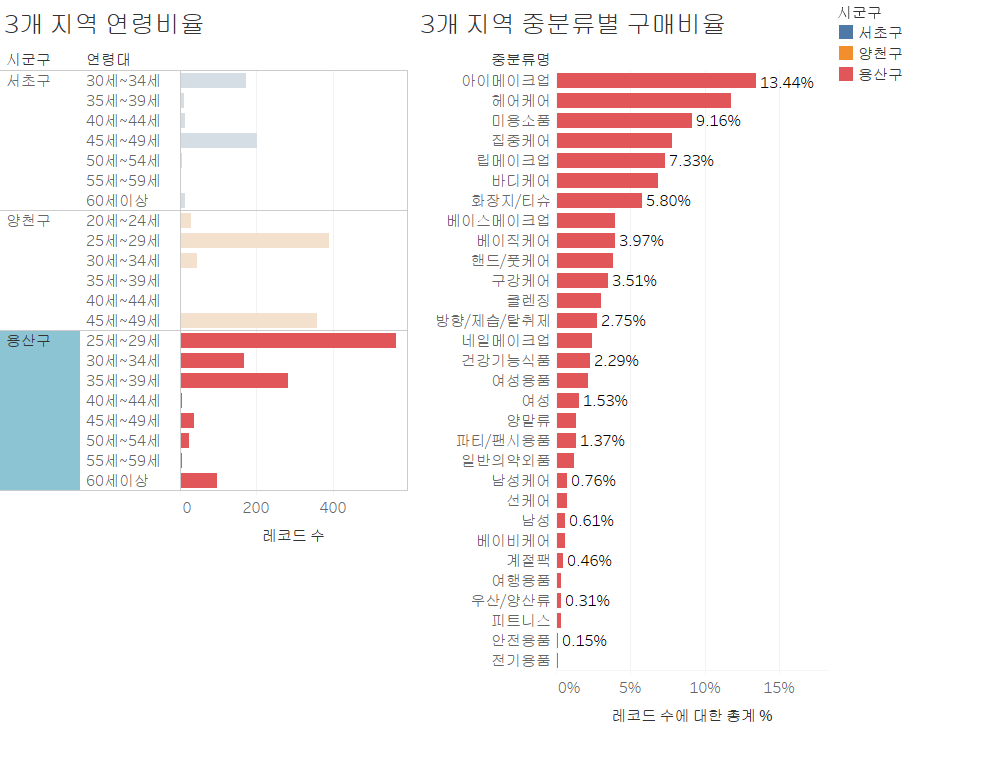 3개 지역 연령비율
시군구 연령대
서초구 30세~34세
35세~39세
40세~44세
45세~49세
50세~54세
55세~59세
60세이상
양천구 20세~24세
25세~29세
30세~34세
35세~39세
40세~44세
45세~49세
용산구 25세~29세
30세~34세
35세~39세
40세~44세
45세~49세
50세~54세
55세~59세
60세이상
0 200 400
레코드 수
3개 지역 중분류별 구매비율
중분류명
아이메이크업 13.44%
헤어케어
미용소품 9.16%
집중케어
립메이크업 7.33%
바디케어
화장지/티슈 5.80%
베이스메이크업
베이직케어 3.97%
핸드/풋케어
구강케어 3.51%
클렌징
방향/제습/탈취제 2.75%
네일메이크업
건강기능식품 2.29%
여성용품
여성 1.53%
양말류
파티/팬시용품 1.37%
일반의약외품
남성케어 0.76%
선케어
남성 0.61%
베이비케어
계절팩 0.46%
여행용품
우산/양산류 0.31%
피트니스
안전용품 0.15%
전기용품
0% 5% 10% 15%
레코드 수에 대한 총계 %
시군구
서초구
양천구
용산구